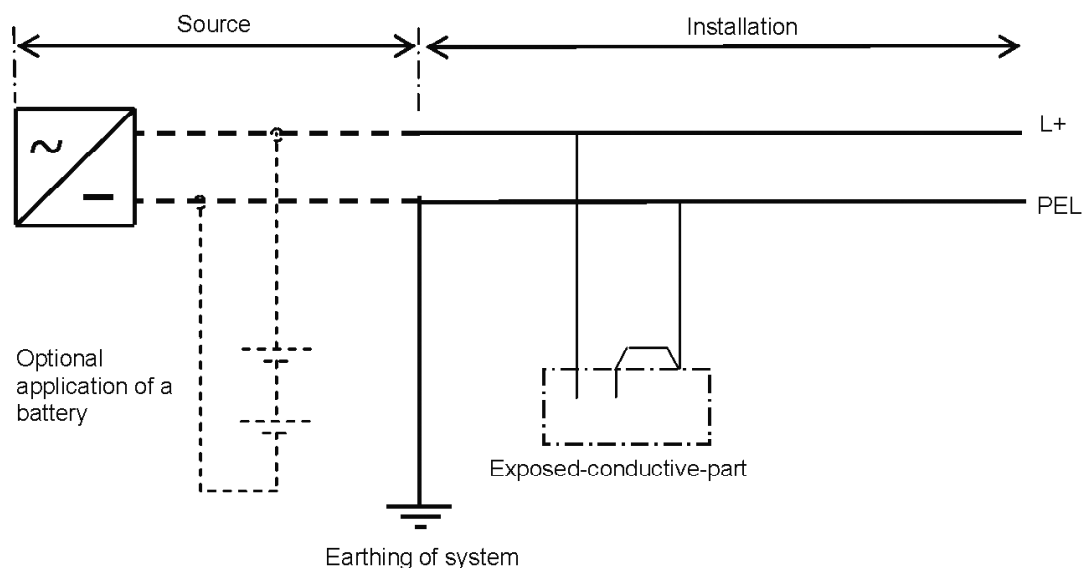 Source
Installation
L+
PEL
Optional
application of a
battery
Exposed-conductive-part
Earthing of system